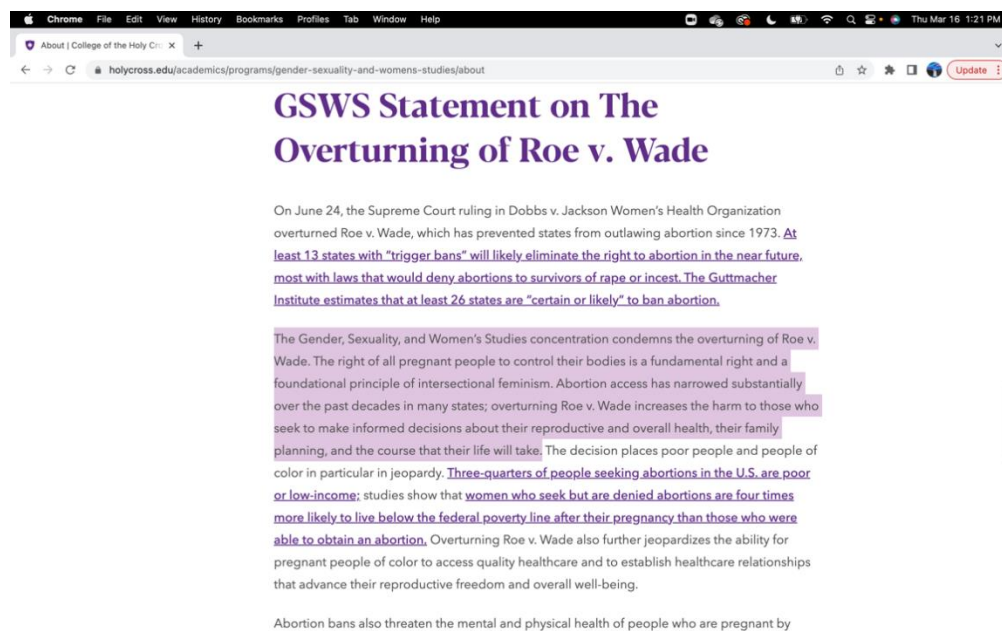 Chrome File Edit View History Bookmarks Profiles Tab Window Help Thu Mar 16 1:21 PM
About | College of the Holy Cro
holycross.edu/academics/programs/gender-sexuality-and-womens-studies/about Update
GSWS Statement on The
Overturning of Roe v. Wade
On June 24, the Supreme Court ruling in Dobbs v. Jackson Women's Health Organization
overturned Roe v. Wade, which has prevented states from outlawing abortion since 1973. At
least 13 states with "trigger bans" will likely eliminate the right to abortion in the near future,
most with laws that would deny abortions to survivors of rape or incest. The Guttmacher
Institute estimates that at least 26 states are "certain or likely" to ban abortion.
The Gender, Sexuality, and Women's Studies concentration condemns the overturning of Roe v.
Wade. The right of all pregnant people to control their bodies is a fundamental right and a
foundational principle of intersectional feminism. Abortion access has narrowed substantially
over the past decades in many states; overturning Roe v. Wade increases the harm to those who
seek to make informed decisions about their reproductive and overall health, their family
planning, and the course that their life will take. The decision places poor people and people of
color in particular in jeopardy. Three-quarters of people seeking abortions in the U.S. are poor
or low-income; studies show that women who seek but are denied abortions are four times
more likely to live below the federal poverty line after their pregnancy than those who were
able to obtain an abortion. Overturning Roe v. Wade also further jeopardizes the ability for
pregnant people of color to access quality healthcare and to establish healthcare relationships
that advance their reproductive freedom and overall well-being.
Abortion bans also threaten the mental and physical health of people who are pregnant by